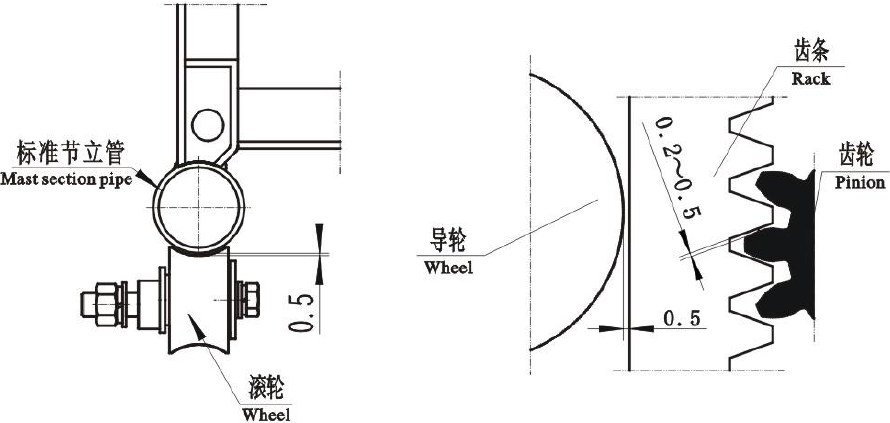 标准节立管
Mast section pipe
0.5
滚轮
Wheel
导轮
Wheel
0.5
0.2~0.5
齿条
Rack
齿轮
Pinion